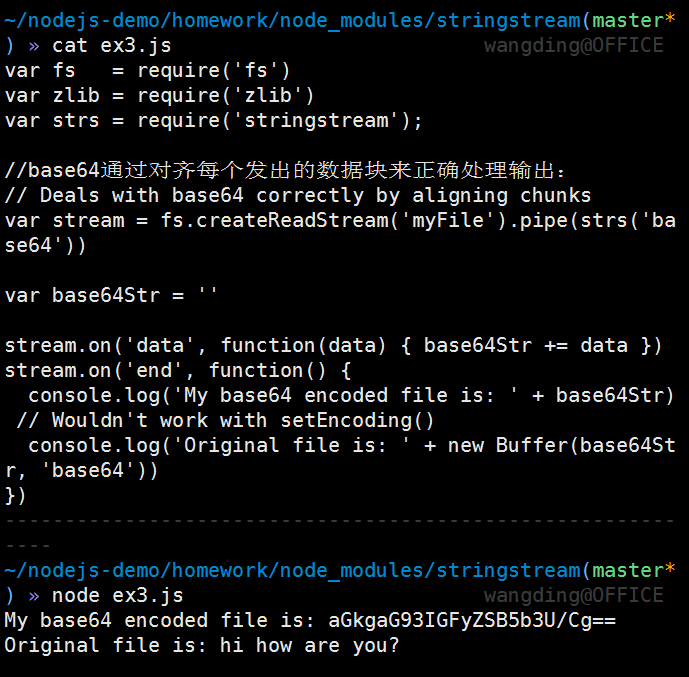 ~/nodejs-demo/homework/node_modules/stringstream(master*
) » cat ex3.js                         wangding@OFFICE
var fs   = require('fs')
var zlib = require('zlib')
var strs = require('stringstream');

//base64通过对齐每个发出的数据块来正确处理输出：
// Deals with base64 correctly by aligning chunks
var stream = fs.createReadStream('myFile').pipe(strs('ba
se64'))

var base64Str = ''

stream.on('data', function(data) { base64Str += data })
stream.on('end', function() {
  console.log('My base64 encoded file is: ' + base64Str)
 // Wouldn't work with setEncoding()
  console.log('Original file is: ' + new Buffer(base64St
r, 'base64'))
})
--------------------------------------------------------
----
~/nodejs-demo/homework/node_modules/stringstream(master*
) » node ex3.js                         wangding@OFFICE
My base64 encoded file is: aGkgaG93IGFyZSB5b3U/Cg==
Original file is: hi how are you?